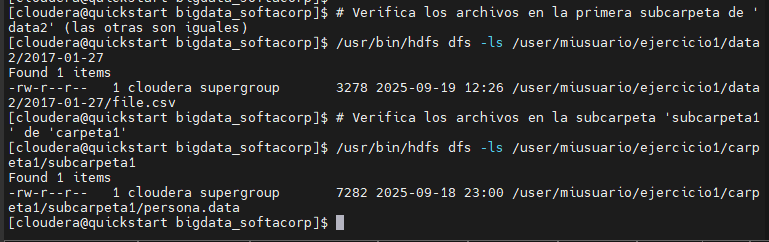 [cloudera@quickstart bigdata_softacorp]$
[cloudera@quickstart bigdata_softacorp]$ # Verifica los archivos en la primera subcarpeta de '
data2' (las otras son iguales)
[cloudera@quickstart bigdata_softacorp]$ /usr/bin/hdfs dfs -ls /user/miusuario/ejercicio1/data
2/2017-01-27
Found 1 items
-rw-r--r--   1 cloudera supergroup       3278 2025-09-19 12:26 /user/miusuario/ejercicio1/data
2/2017-01-27/file.csv
[cloudera@quickstart bigdata_softacorp]$ # Verifica los archivos en la subcarpeta 'subcarpeta1
' de 'carpeta1'
[cloudera@quickstart bigdata_softacorp]$ /usr/bin/hdfs dfs -ls /user/miusuario/ejercicio1/carp
eta1/subcarpeta1
Found 1 items
-rw-r--r--   1 cloudera supergroup       7282 2025-09-18 23:00 /user/miusuario/ejercicio1/carp
eta1/subcarpeta1/persona.data
[cloudera@quickstart bigdata_softacorp]$